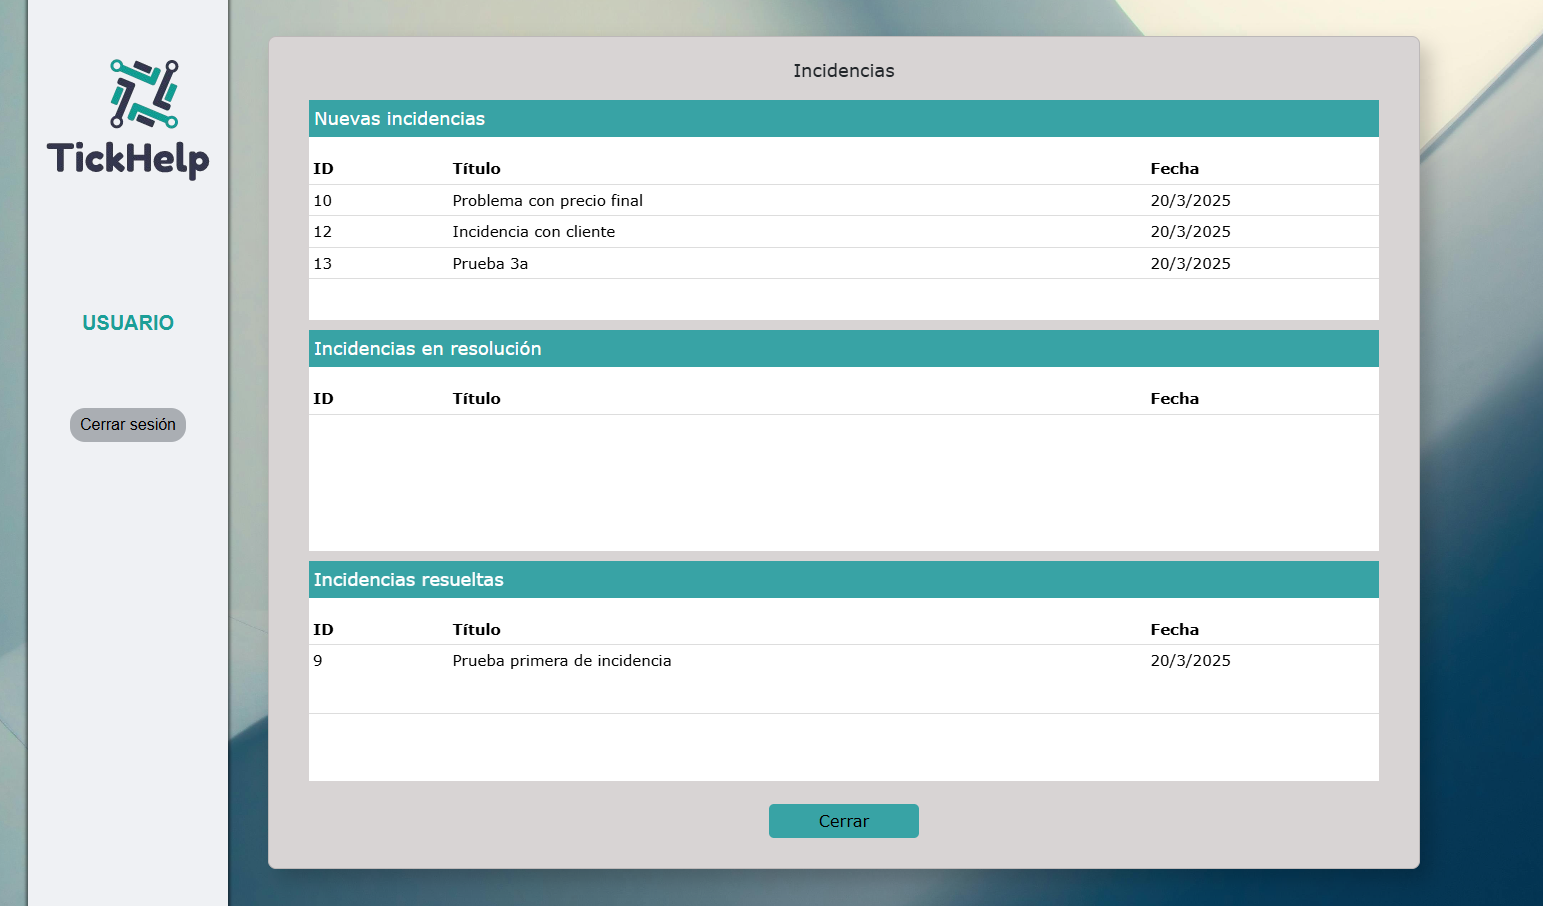 TickHelp
USUARIO
Cerrar sesión
Incidencias
Nuevas incidencias
ID Título Fecha
10 Problema con precio final 20/3/2025
12 Incidencia con cliente 20/3/2025
13 Prueba 3a 20/3/2025
Incidencias en resolución
ID Título Fecha
Incidencias resueltas
ID Título Fecha
9 Prueba primera de incidencia 20/3/2025
Cerrar